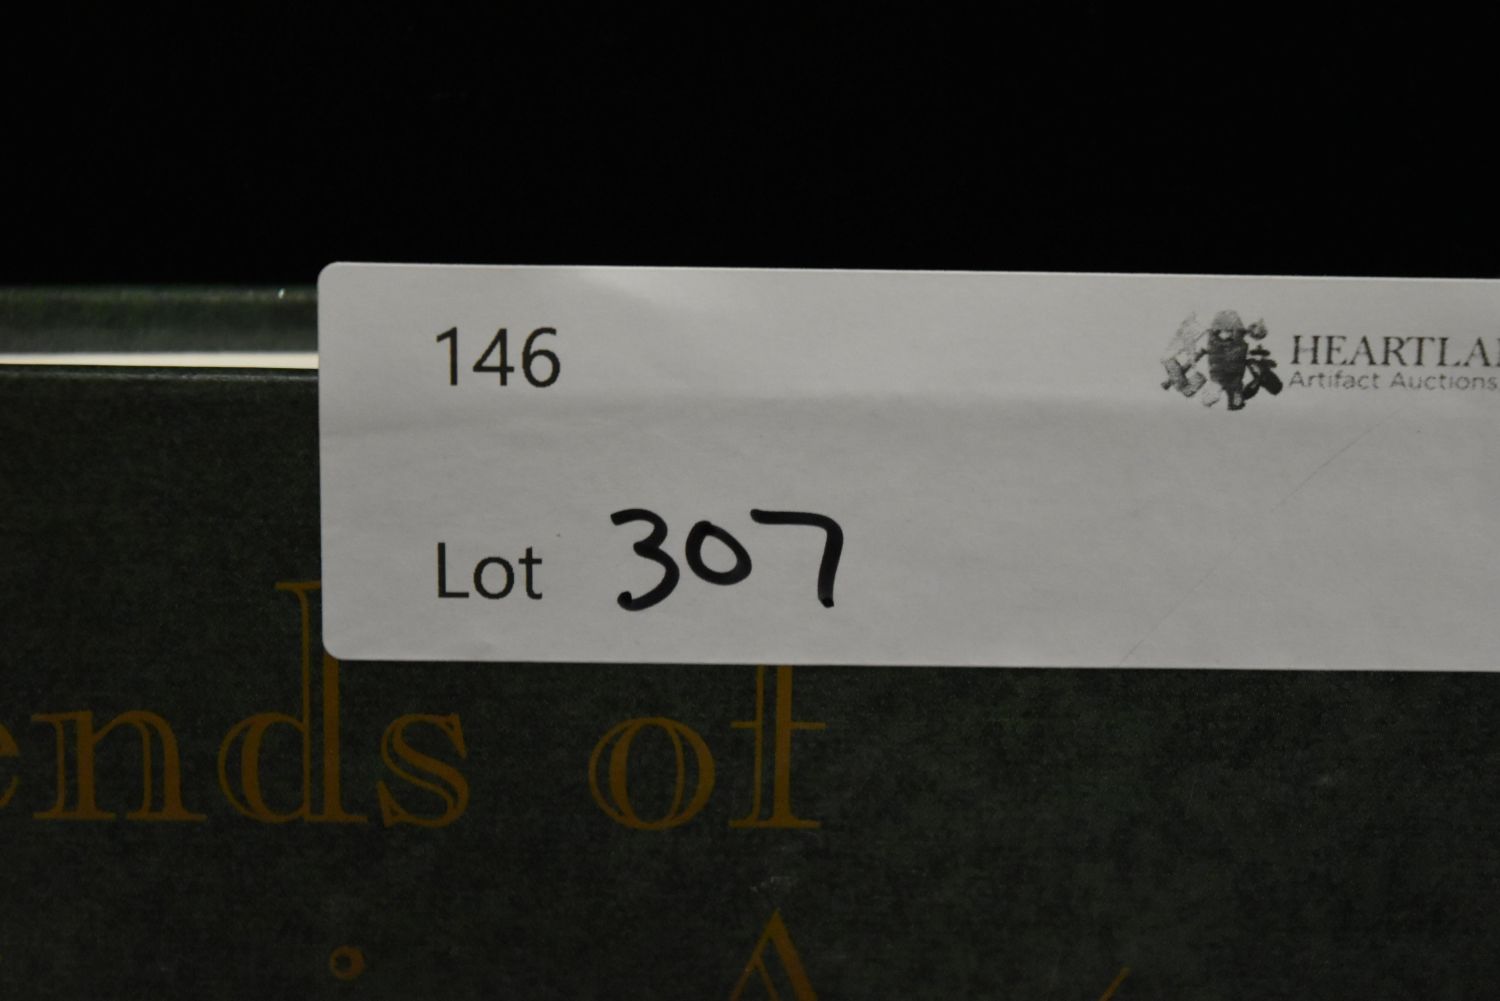 146
HEARTLA
Artifact Auctions
Lot 307
ends of